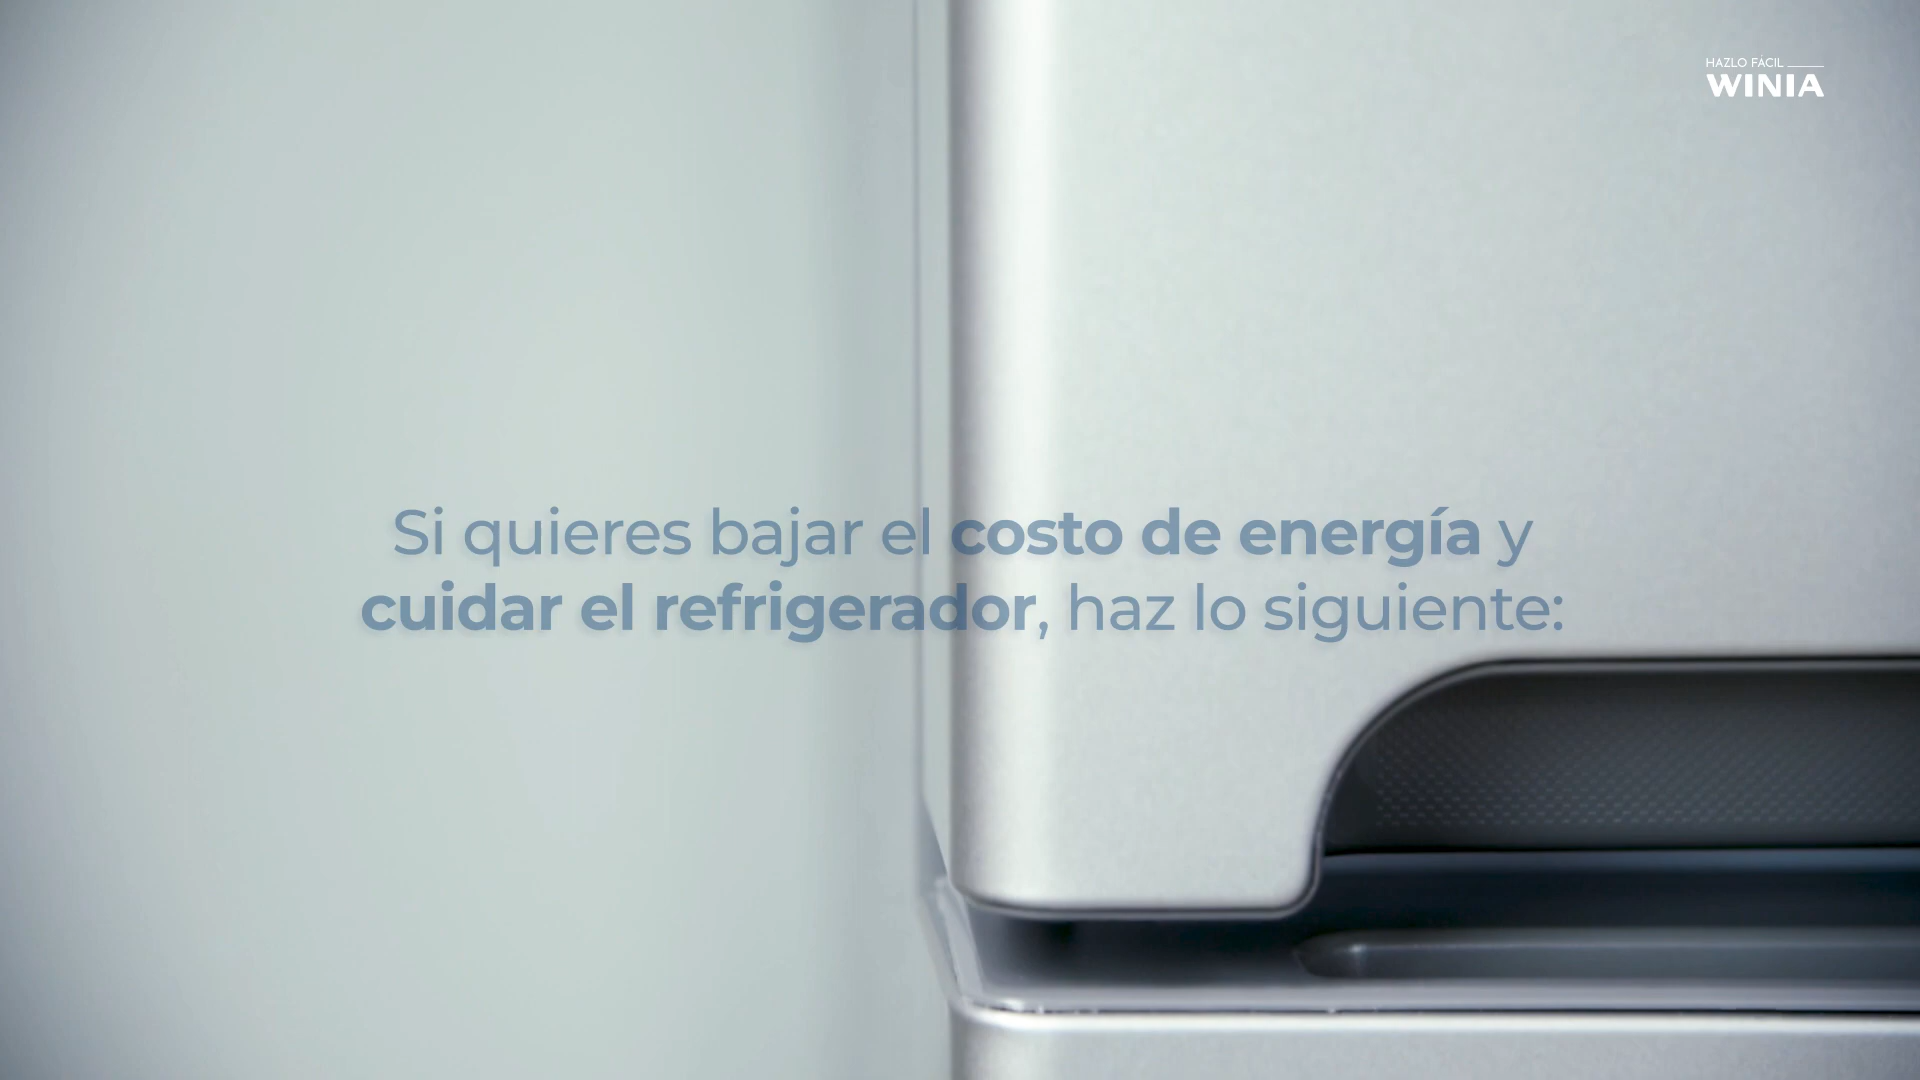 HAZLO FÁCIL
WINIA
Si quieres bajar el costo de energía y
cuidar el refrigerador, haz lo siguiente: